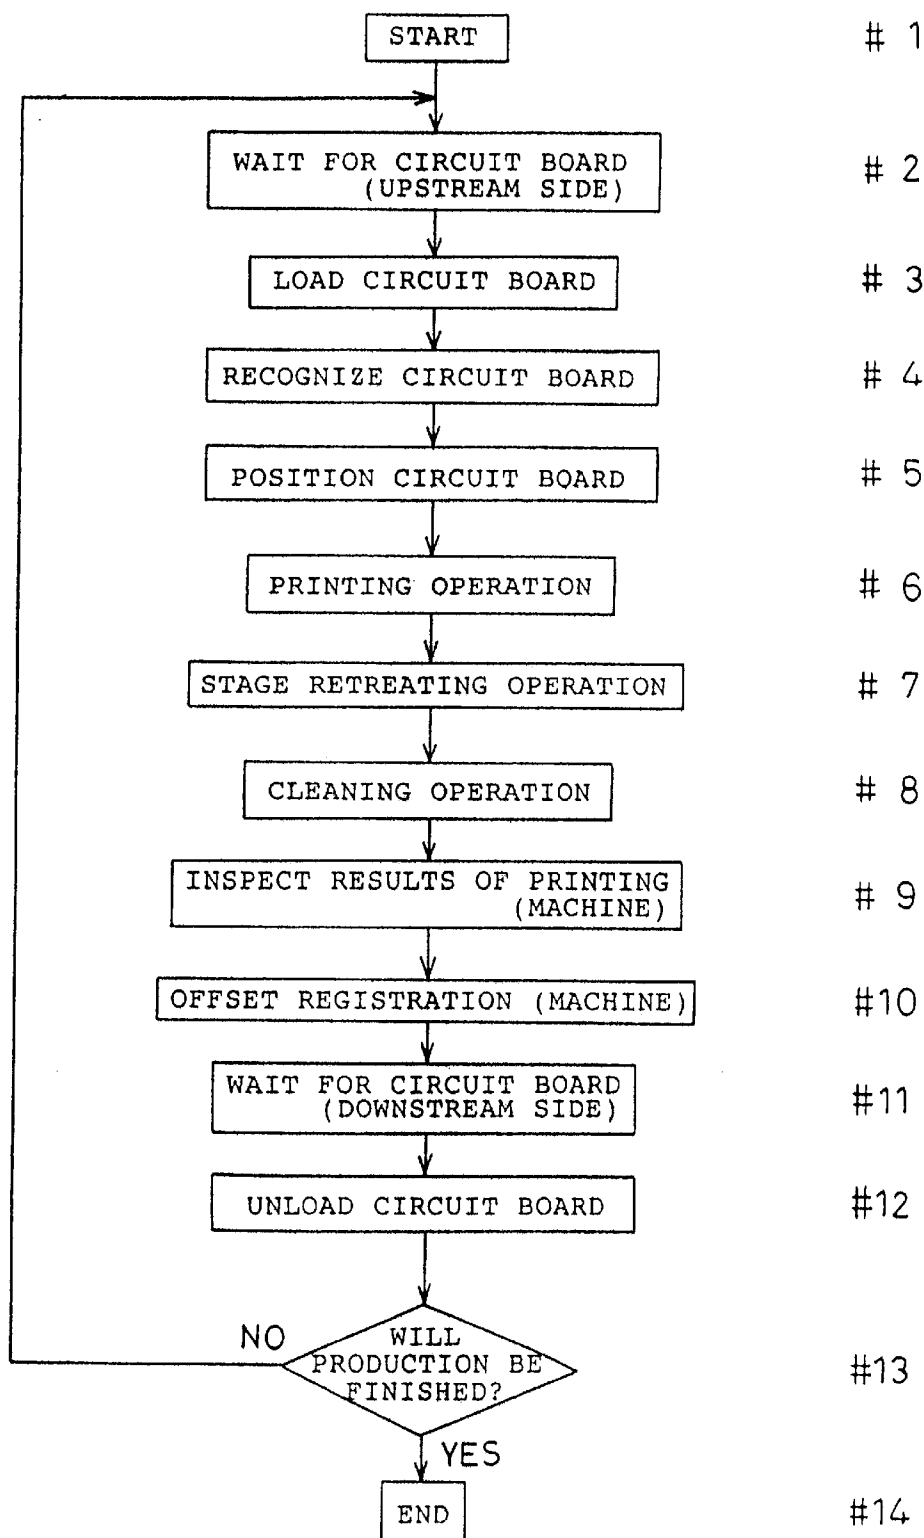 START
# 1
WAIT FOR CIRCUIT BOARD
(UPSTREAM SIDE)
# 2
LOAD CIRCUIT BOARD
# 3
RECOGNIZE CIRCUIT BOARD
# 4
POSITION CIRCUIT BOARD
# 5
PRINTING OPERATION
# 6
STAGE RETREATING OPERATION
# 7
CLEANING OPERATION
# 8
INSPECT RESULTS OF PRINTING
(MACHINE)
# 9
OFFSET REGISTRATION (MACHINE)
#10
WAIT FOR CIRCUIT BOARD
(DOWNSTREAM SIDE)
#11
UNLOAD CIRCUIT BOARD
#12
NO
WILL
PRODUCTION BE
FINISHED?
#13
YES
END
#14